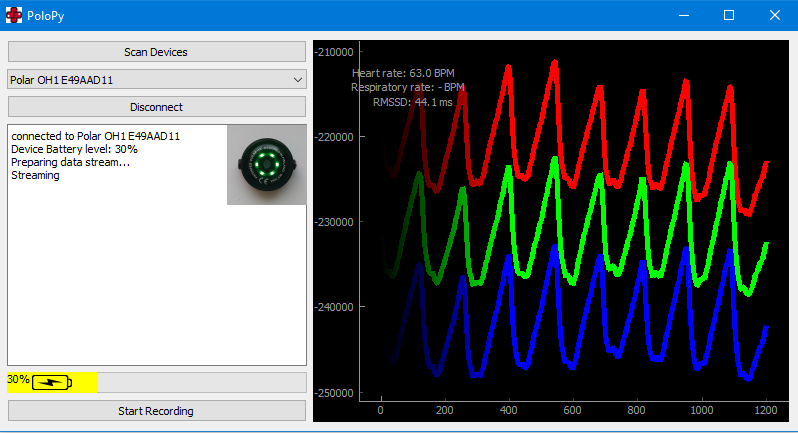 PoloPy
Scan Devices
Polar OH1 E49AAD11
Disconnect
connected to Polar OH1 E49AAD11
Device Battery level: 30%
Preparing data stream...
Streaming
30%
Start Recording
Heart rate: 63.0 BPM
Respiratory rate: - BPM
RMSSD: 44.1 ms
-210000
-220000
-230000
-240000
-250000
0 200 400 600 800 1000 1200